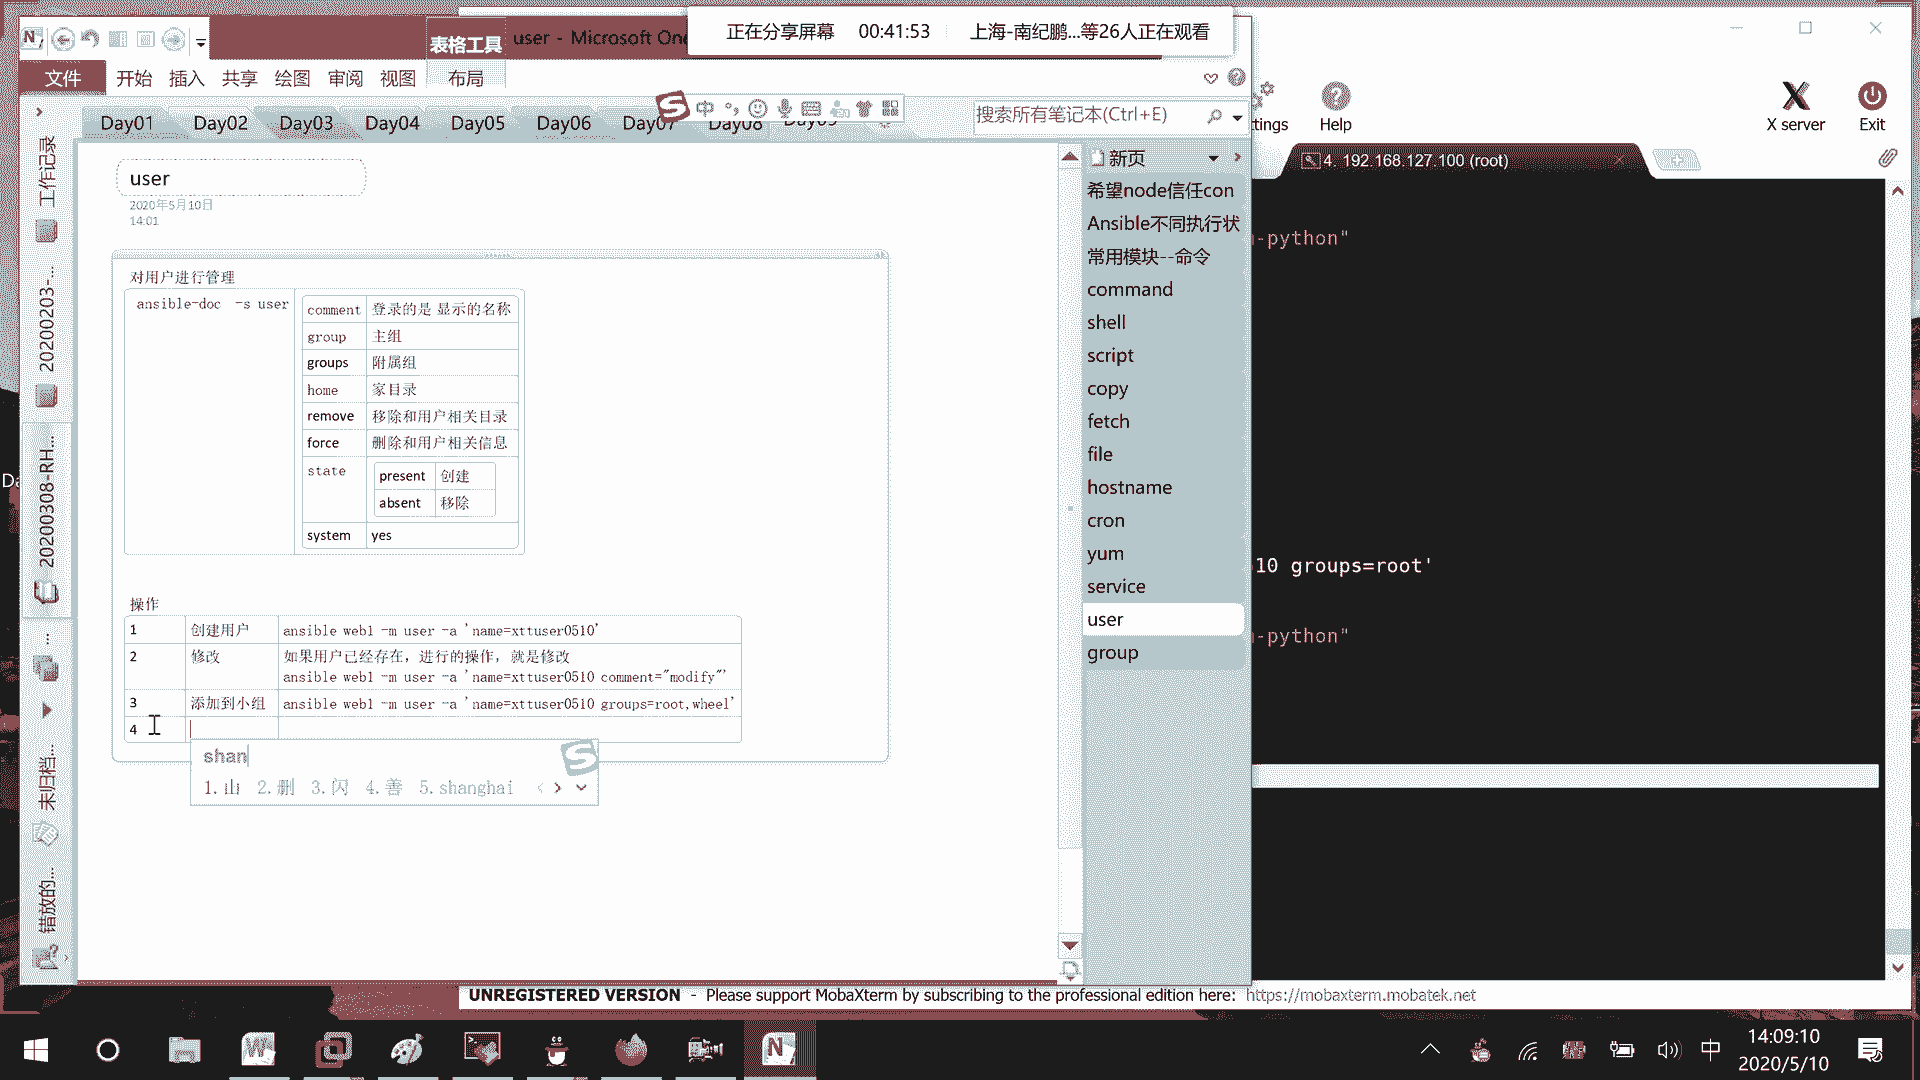 正在分享屏幕 00:41:53 上海-南纪鹏...等26人正在观看
表格工具 user - Microsoft One
文件 开始 插入 共享 绘图 审阅 视图 布局
Day01 Day02 Day03 Day04 Day05 Day06 Day07 Day08
中
搜索所有笔记本(Ctrl+E)
工作记录
20200203-...
20200308-RH...
未归档...
错放的...
user
2020年5月10日
14:01
对用户进行管理
ansible-doc -s user
comment 登录的是 显示的名称
group 主组
groups 附属组
home 家目录
remove 移除和用户相关目录
force 删除和用户相关信息
state
present 创建
absent 移除
system yes
操作
1 创建用户 ansible web1 -m user -a 'name=xttuser0510'
2 修改 如果用户已经存在，进行的操作，就是修改
ansible web1 -m user -a 'name=xttuser0510 comment="modify"'
3 添加到小组 ansible web1 -m user -a 'name=xttuser0510 groups=root,wheel'
4
shan
1.山 2.删 3.闪 4.善 5.shanghai
新页
希望node信任con
Ansible不同执行状
常用模块--命令
command
shell
script
copy
fetch
file
hostname
cron
yum
service
user
group
tings Help X server Exit
4. 192.168.127.100 (root)
-python"
10 groups=root'
-python"
UNREGISTERED VERSION - Please support MobaXterm by subscribing to the professional edition here: https://mobaxterm.mobatek.net
中
14:09:10
2020/5/10